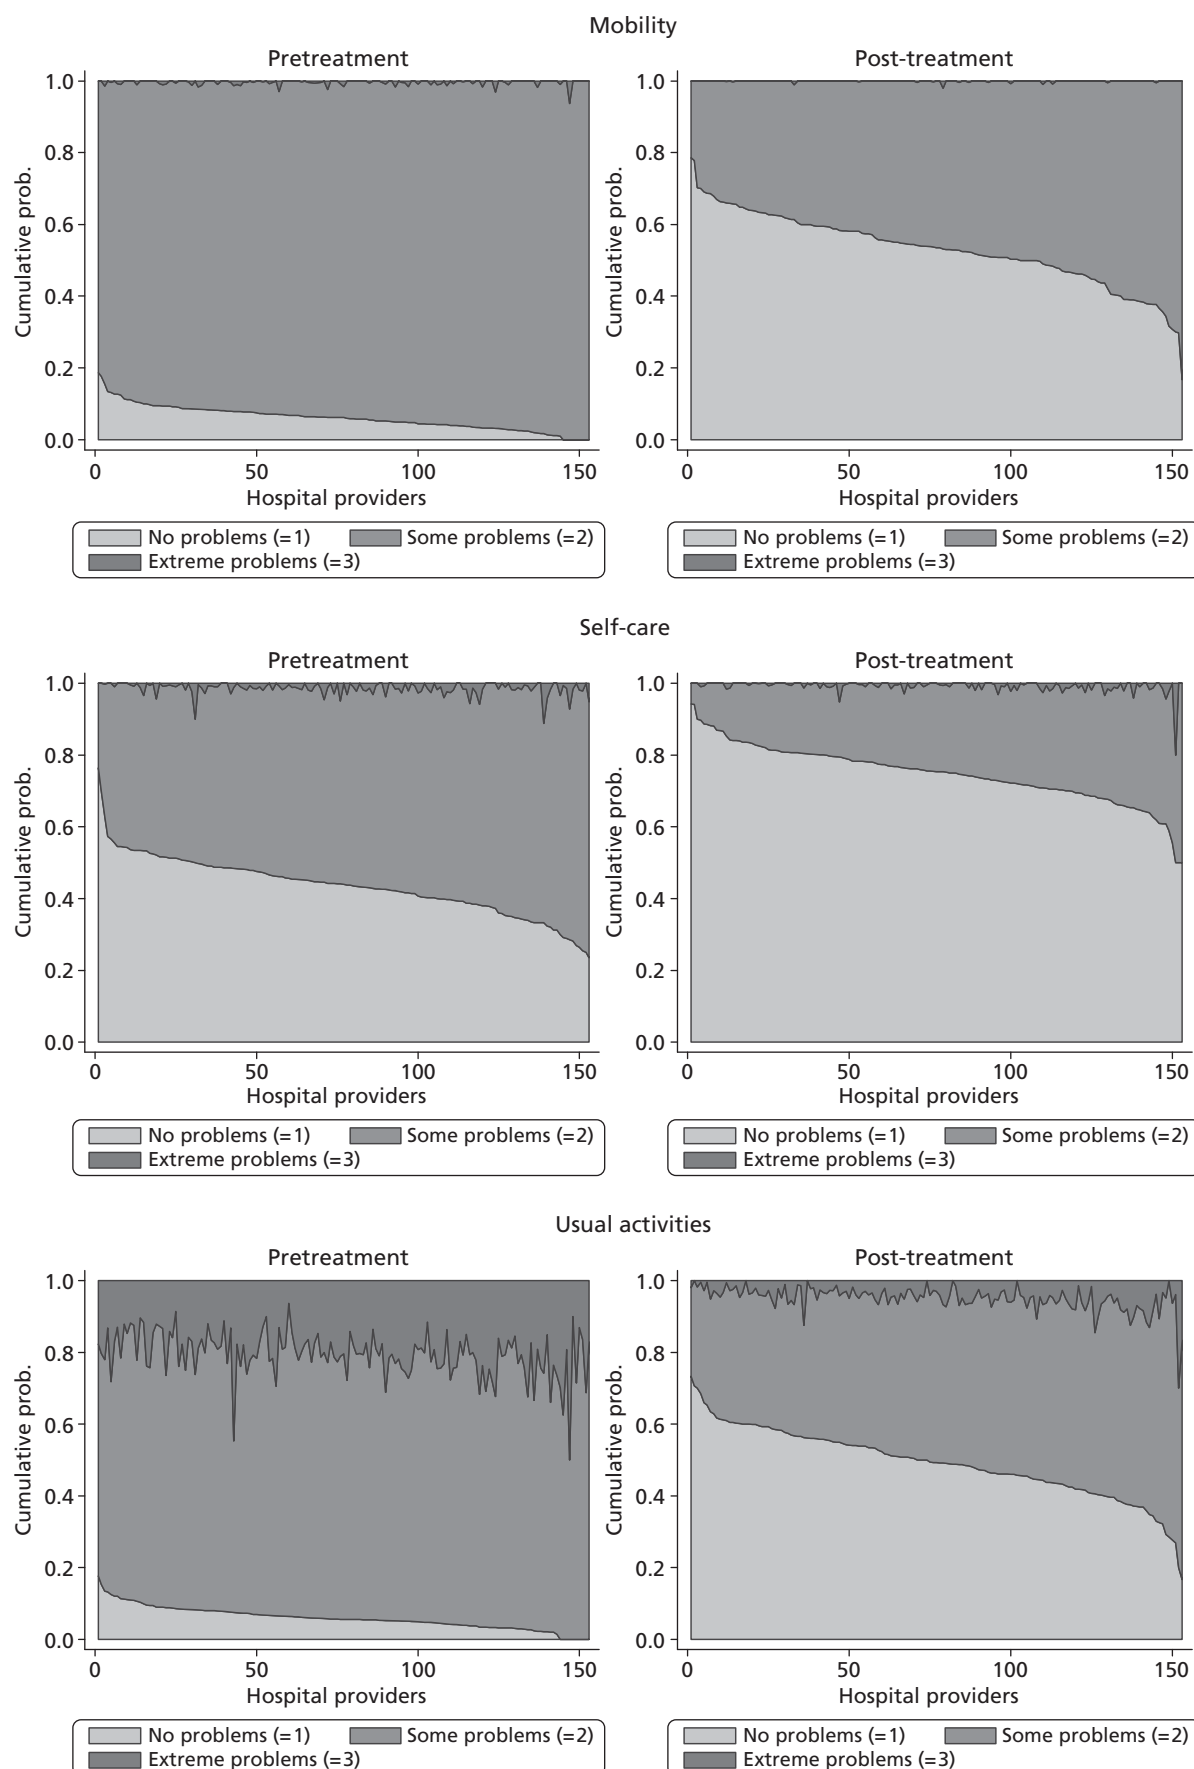 Mobility
Pretreatment
Cumulative prob.
1.0
0.8
0.6
0.4
0.2
0.0
0 50 100 150
Hospital providers
No problems (=1) Some problems (=2)
Extreme problems (=3)
Post-treatment
Cumulative prob.
1.0
0.8
0.6
0.4
0.2
0.0
0 50 100 150
Hospital providers
No problems (=1) Some problems (=2)
Extreme problems (=3)
Self-care
Pretreatment
Cumulative prob.
1.0
0.8
0.6
0.4
0.2
0.0
0 50 100 150
Hospital providers
No problems (=1) Some problems (=2)
Extreme problems (=3)
Post-treatment
Cumulative prob.
1.0
0.8
0.6
0.4
0.2
0.0
0 50 100 150
Hospital providers
No problems (=1) Some problems (=2)
Extreme problems (=3)
Usual activities
Pretreatment
Cumulative prob.
1.0
0.8
0.6
0.4
0.2
0.0
0 50 100 150
Hospital providers
No problems (=1) Some problems (=2)
Extreme problems (=3)
Post-treatment
Cumulative prob.
1.0
0.8
0.6
0.4
0.2
0.0
0 50 100 150
Hospital providers
No problems (=1) Some problems (=2)
Extreme problems (=3)